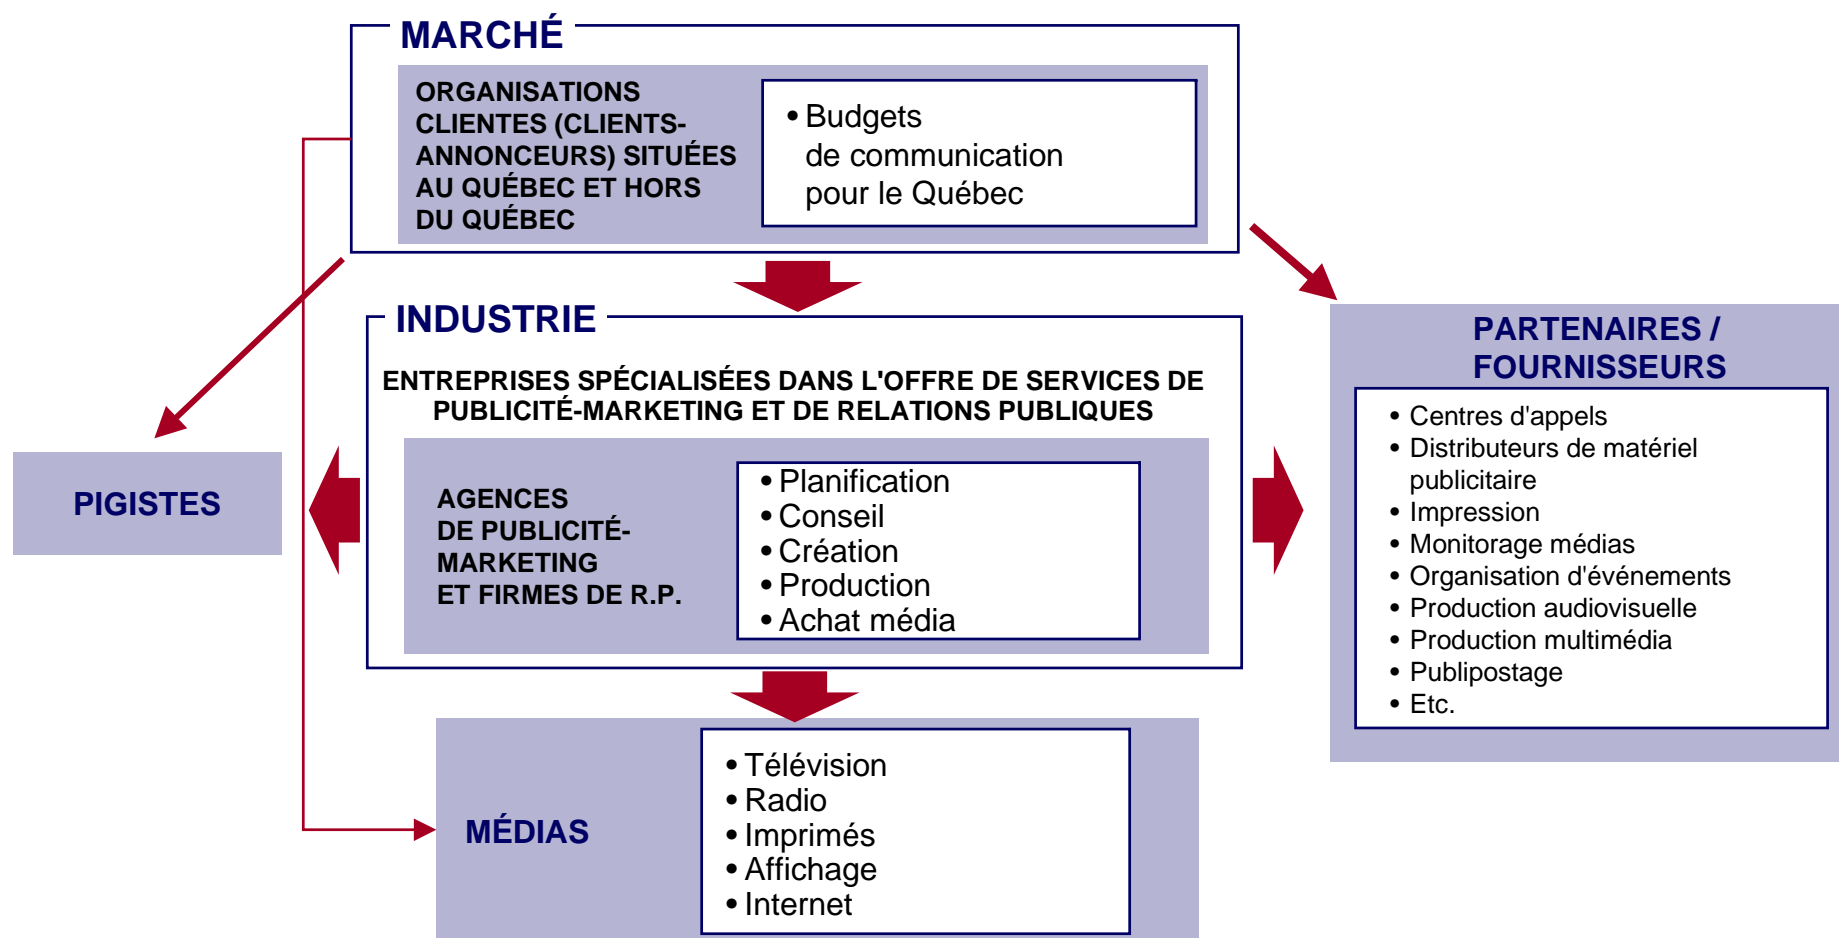 MARCHÉ
ORGANISATIONS
CLIENTES (CLIENTS-
ANNONCEURS) SITUÉES
AU QUÉBEC ET HORS
DU QUÉBEC
• Budgets
de communication
pour le Québec
INDUSTRIE
ENTREPRISES SPÉCIALISÉES DANS L'OFFRE DE SERVICES DE
PUBLICITÉ-MARKETING ET DE RELATIONS PUBLIQUES
AGENCES
DE PUBLICITÉ-
MARKETING
ET FIRMES DE R.P.
• Planification
• Conseil
• Création
• Production
• Achat média
PIGISTES
PARTENAIRES /
FOURNISSEURS
• Centres d'appels
• Distributeurs de matériel
publicitaire
• Impression
• Monitorage médias
• Organisation d'événements
• Production audiovisuelle
• Production multimédia
• Publipostage
• Etc.
MÉDIAS
• Télévision
• Radio
• Imprimés
• Affichage
• Internet